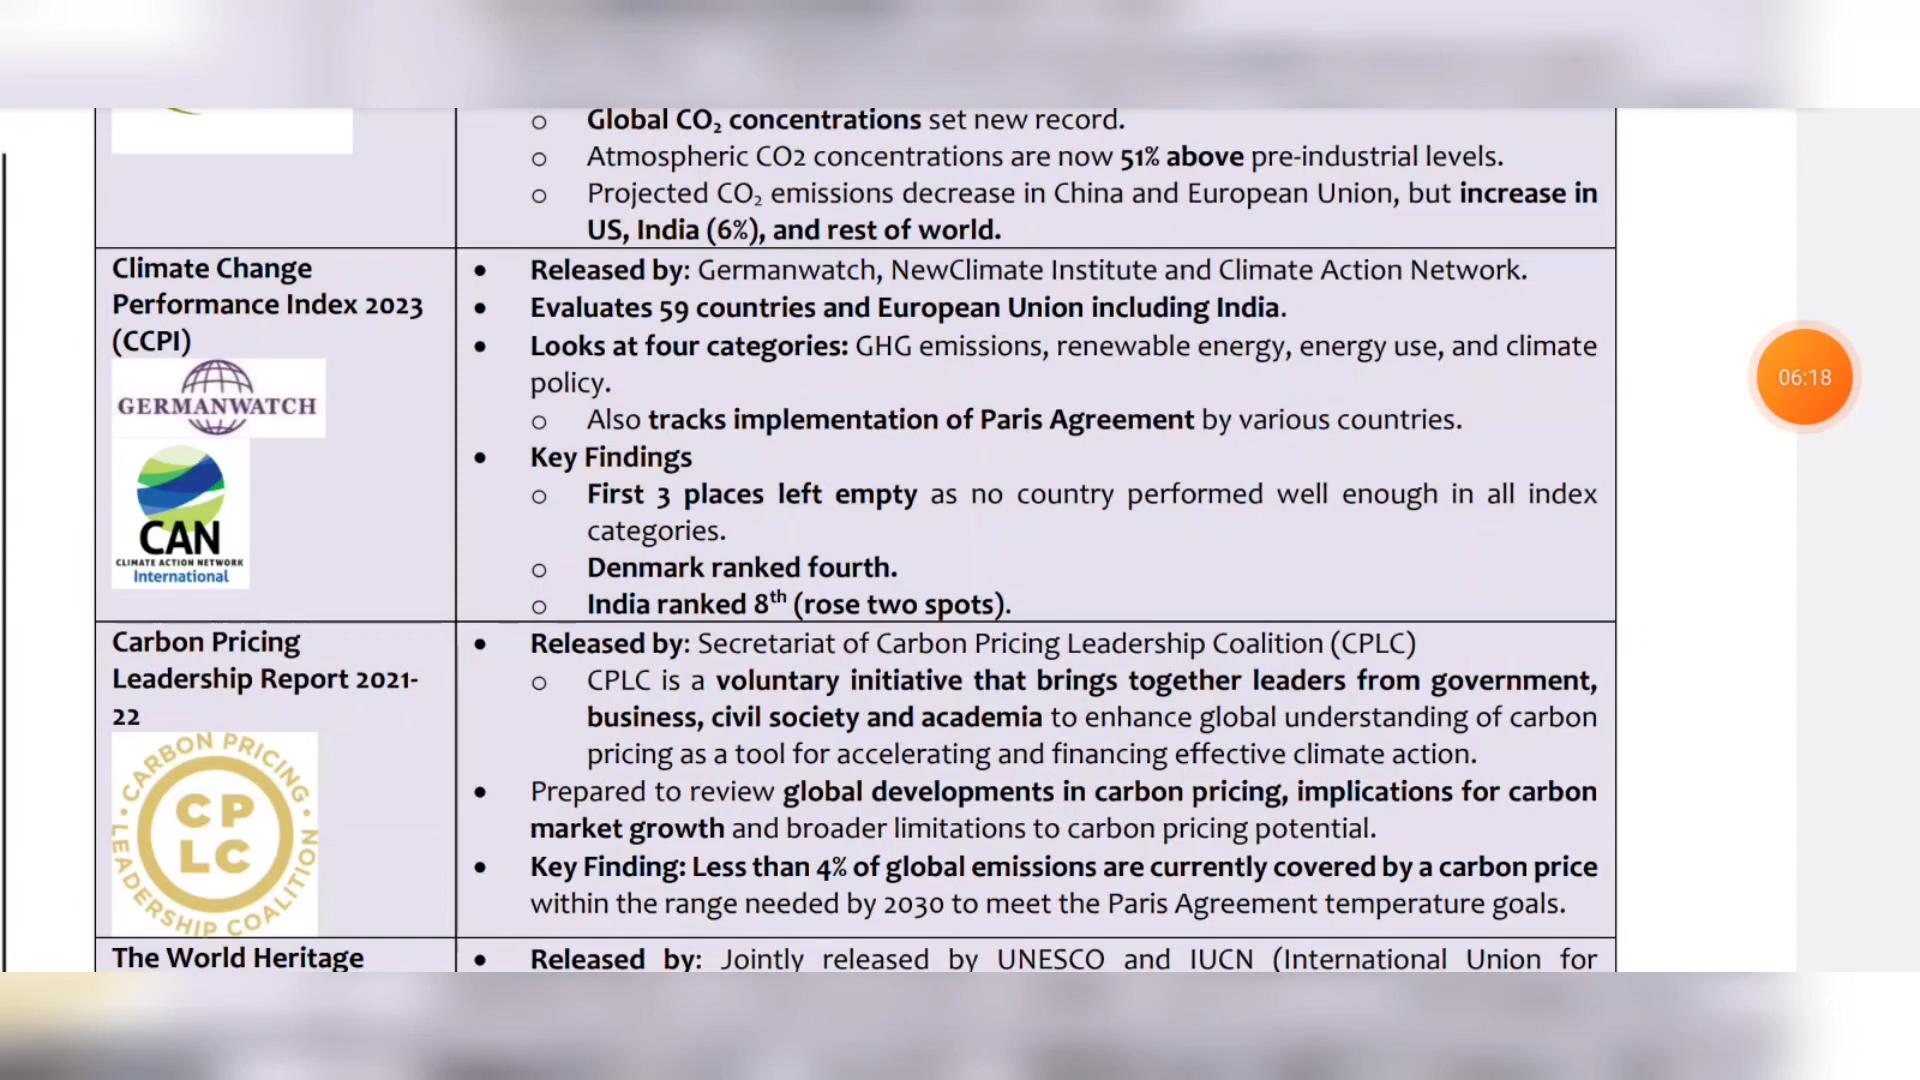 Global CO₂ concentrations set new record.
Atmospheric CO2 concentrations are now 51% above pre-industrial levels.
Projected CO₂ emissions decrease in China and European Union, but increase in
US, India (6%), and rest of world.
Climate Change
Performance Index 2023
(CCPI)
GERMANWATCH
CAN
CLIMATE ACTION NETWORK
International
Released by: Germanwatch, NewClimate Institute and Climate Action Network.
Evaluates 59 countries and European Union including India.
Looks at four categories: GHG emissions, renewable energy, energy use, and climate
policy.
Also tracks implementation of Paris Agreement by various countries.
Key Findings
First 3 places left empty as no country performed well enough in all index
categories.
Denmark ranked fourth.
India ranked 8th (rose two spots).
Carbon Pricing
Leadership Report 2021-
22
CARBON PRICING
CP
LC
LEADERSHIP COALITION
Released by: Secretariat of Carbon Pricing Leadership Coalition (CPLC)
CPLC is a voluntary initiative that brings together leaders from government,
business, civil society and academia to enhance global understanding of carbon
pricing as a tool for accelerating and financing effective climate action.
Prepared to review global developments in carbon pricing, implications for carbon
market growth and broader limitations to carbon pricing potential.
Key Finding: Less than 4% of global emissions are currently covered by a carbon price
within the range needed by 2030 to meet the Paris Agreement temperature goals.
The World Heritage
Released by: Jointly released by UNESCO and IUCN (International Union for
06:18